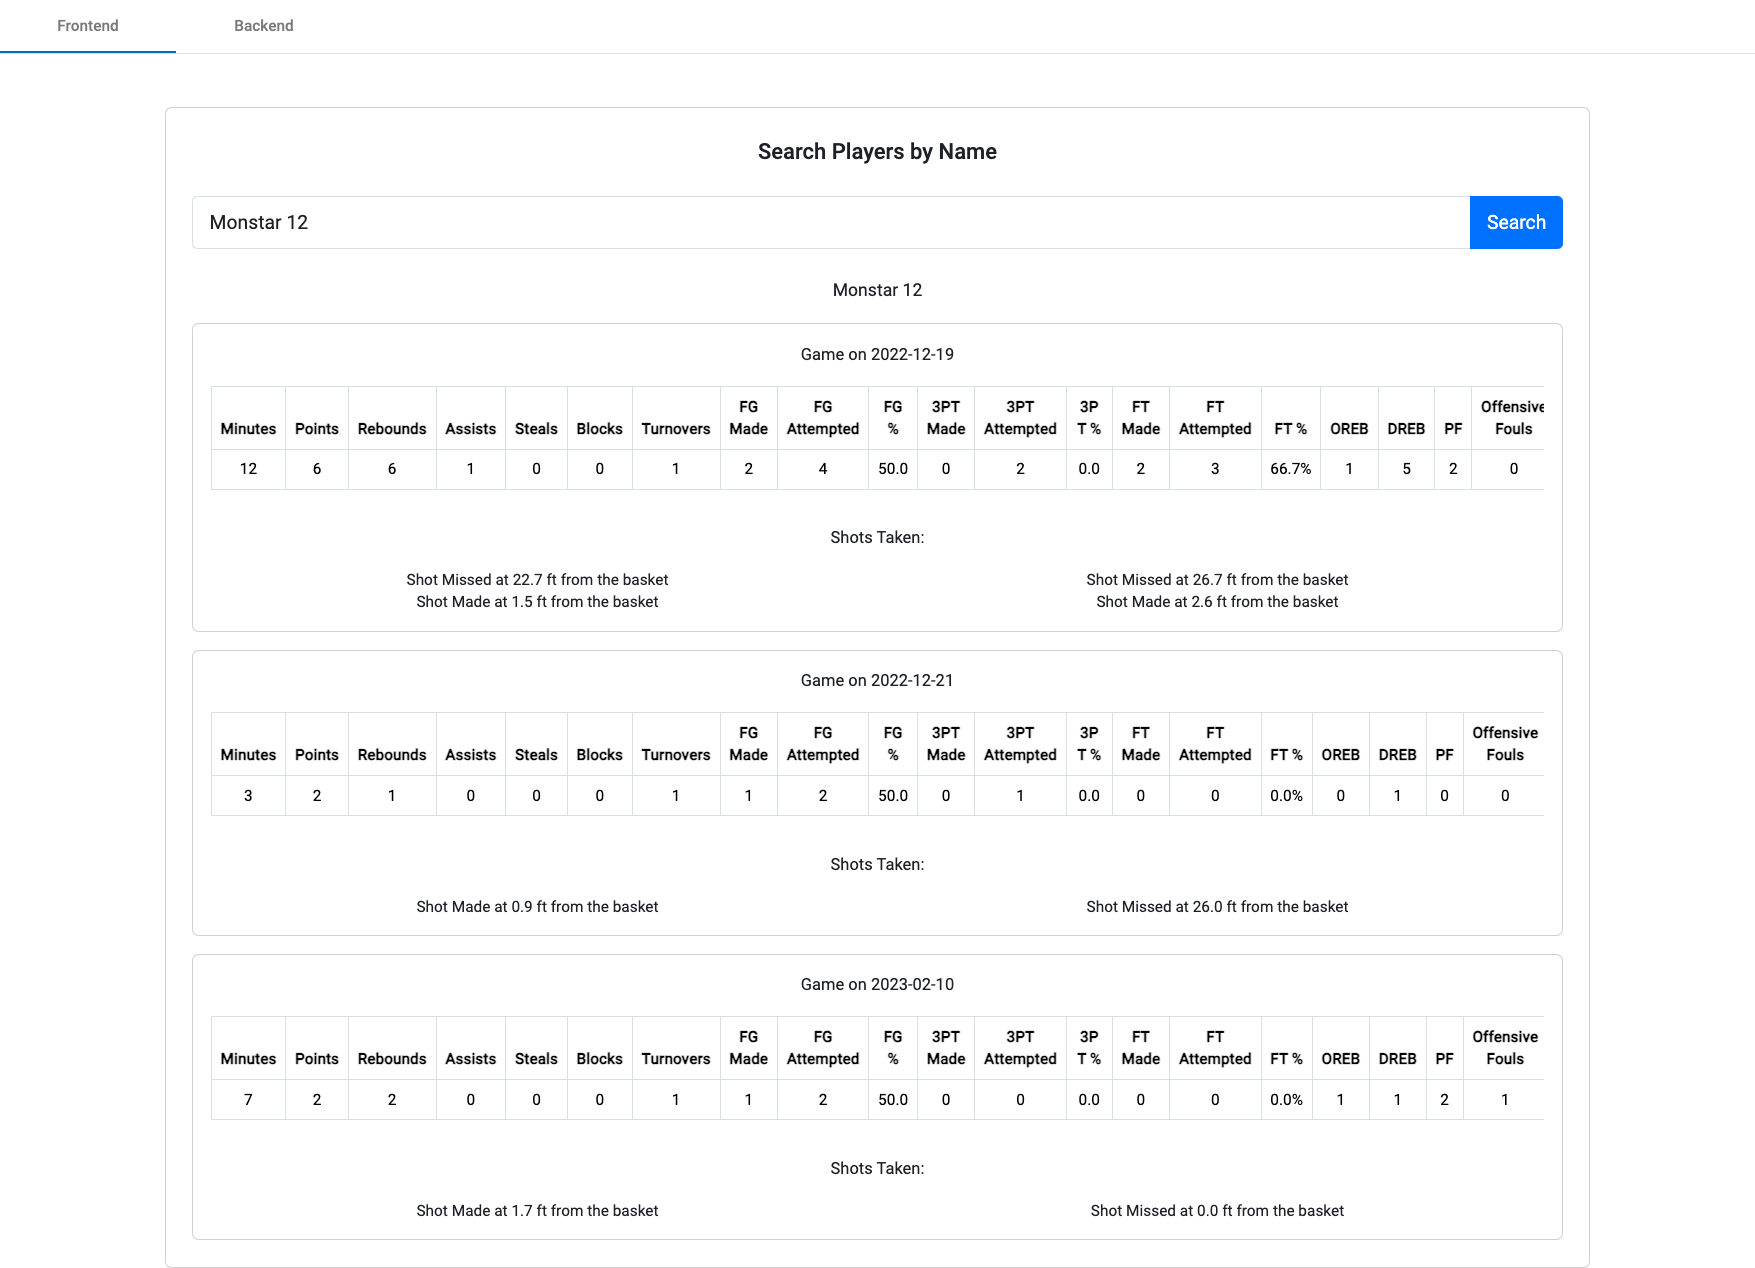 Frontend Backend
Search Players by Name
Monstar 12 Search
Monstar 12
Game on 2022-12-19
Minutes Points Rebounds Assists Steals Blocks Turnovers FG Made FG Attempted FG % 3PT Made 3PT Attempted 3P T % FT Made FT Attempted FT % OREB DREB PF Offensive Fouls
12 6 6 1 0 0 1 2 4 50.0 0 2 0.0 2 3 66.7% 1 5 2 0
Shots Taken:
Shot Missed at 22.7 ft from the basket Shot Missed at 26.7 ft from the basket
Shot Made at 1.5 ft from the basket Shot Made at 2.6 ft from the basket
Game on 2022-12-21
Minutes Points Rebounds Assists Steals Blocks Turnovers FG Made FG Attempted FG % 3PT Made 3PT Attempted 3P T % FT Made FT Attempted FT % OREB DREB PF Offensive Fouls
3 2 1 0 0 0 1 1 2 50.0 0 1 0.0 0 0 0.0% 0 1 0 0
Shots Taken:
Shot Made at 0.9 ft from the basket Shot Missed at 26.0 ft from the basket
Game on 2023-02-10
Minutes Points Rebounds Assists Steals Blocks Turnovers FG Made FG Attempted FG % 3PT Made 3PT Attempted 3P T % FT Made FT Attempted FT % OREB DREB PF Offensive Fouls
7 2 2 0 0 0 1 1 2 50.0 0 0 0.0 0 0 0.0% 1 1 2 1
Shots Taken:
Shot Made at 1.7 ft from the basket Shot Missed at 0.0 ft from the basket